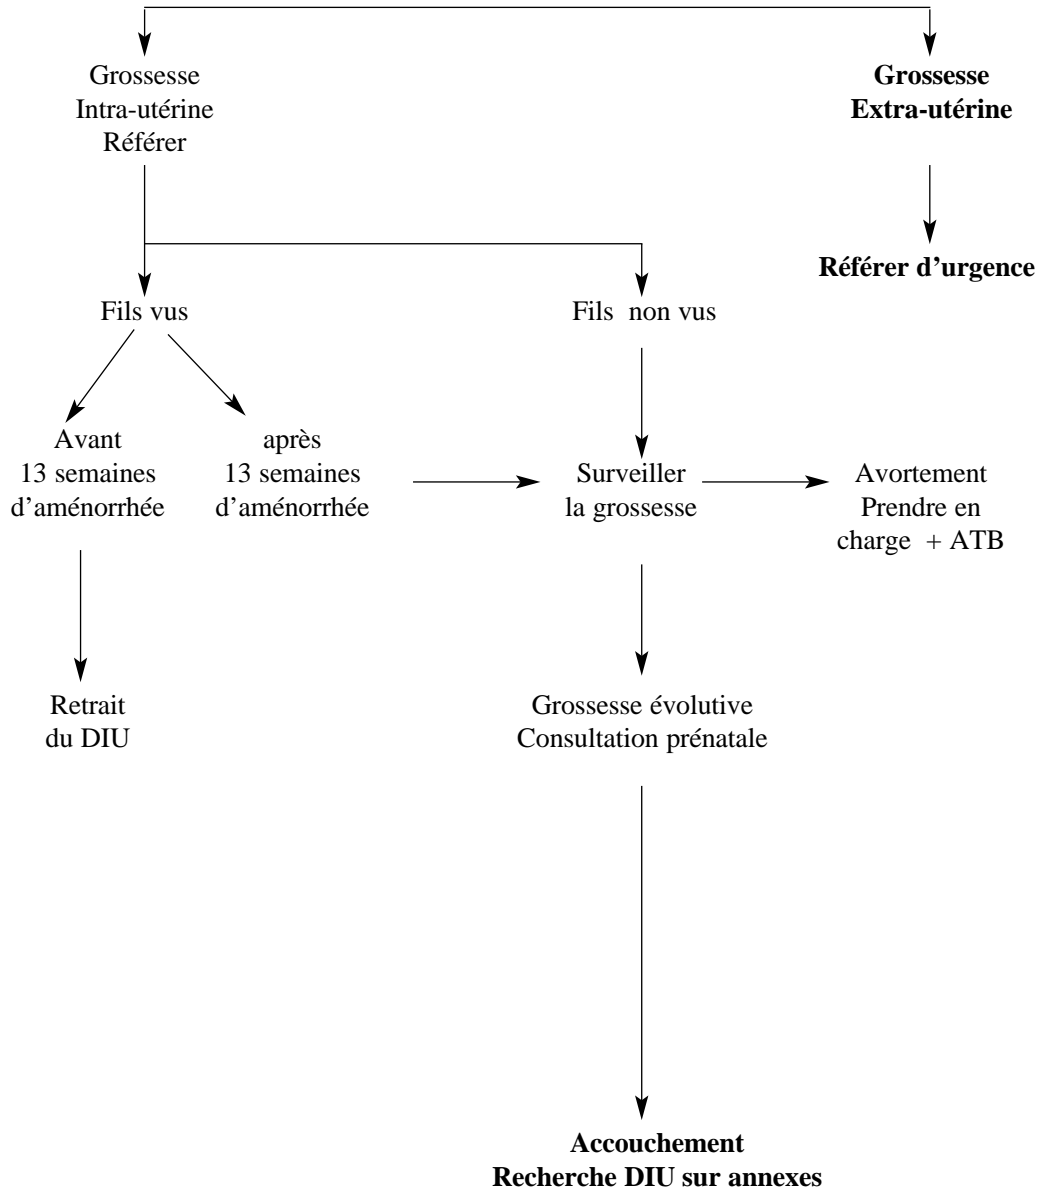 Grossesse
Intra-utérine
Référer
Grossesse
Extra-utérine
Référer d’urgence
Fils vus
Fils non vus
Avant
13 semaines
d’aménorrhée
après
13 semaines
d’aménorrhée
Surveiller
la grossesse
Avortement
Prendre en
charge + ATB
Retrait
du DIU
Grossesse évolutive
Consultation prénatale
Accouchement
Recherche DIU sur annexes